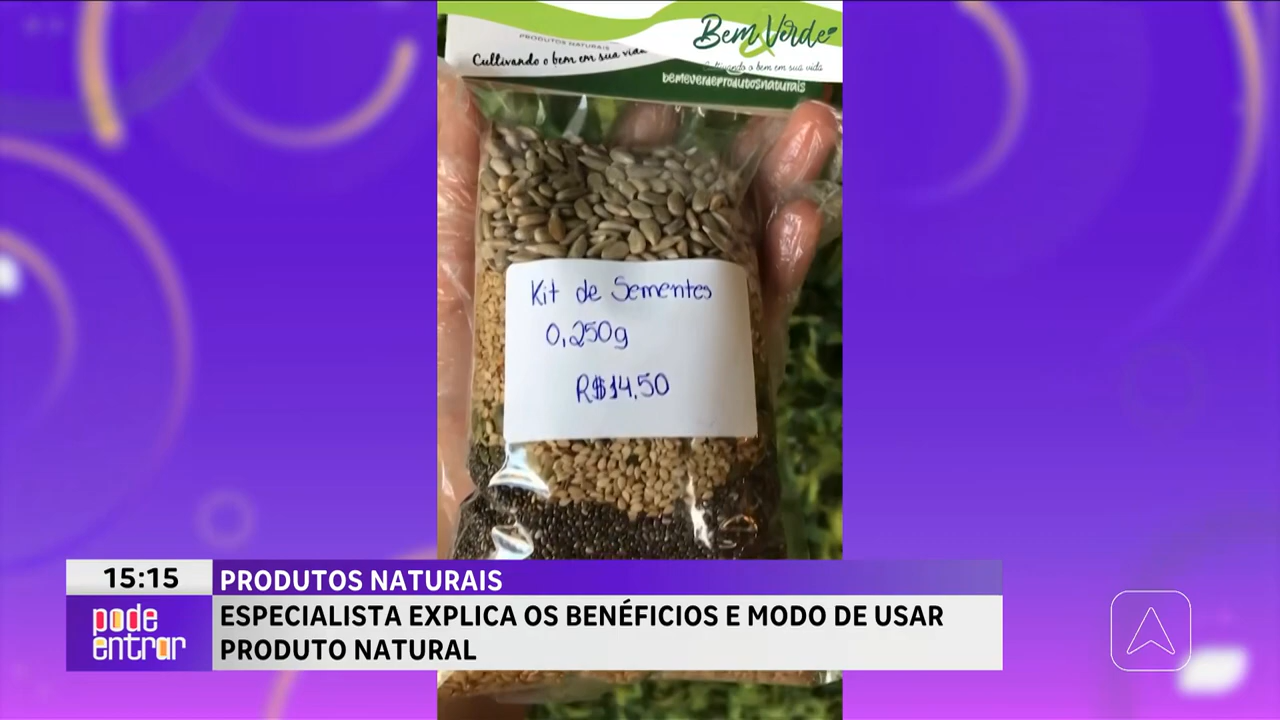 Bem Verde
PRODUTOS NATURAIS
Cultivando o bem em sua vida
Cultivando o bem em sua vida
bemeverdeprodutosnaturais
Kit de Sementes
0,250g
R$14,50
15:15
PRODUTOS NATURAIS
pode
entrar
ESPECIALISTA EXPLICA OS BENÉFICIOS E MODO DE USAR
PRODUTO NATURAL